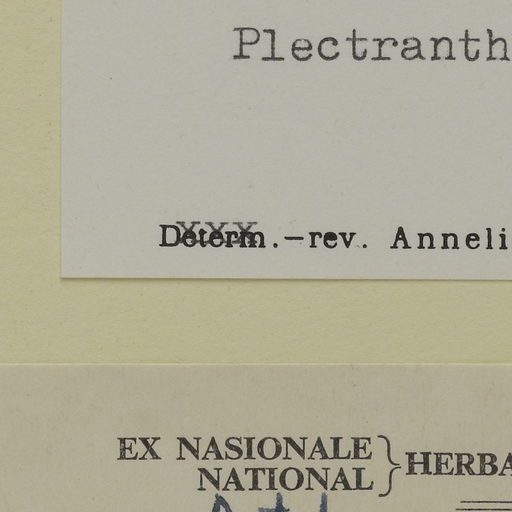 Plectranth
Determ.—rev. Anneli
EX NASIONALE
NATIONAL } HERBA